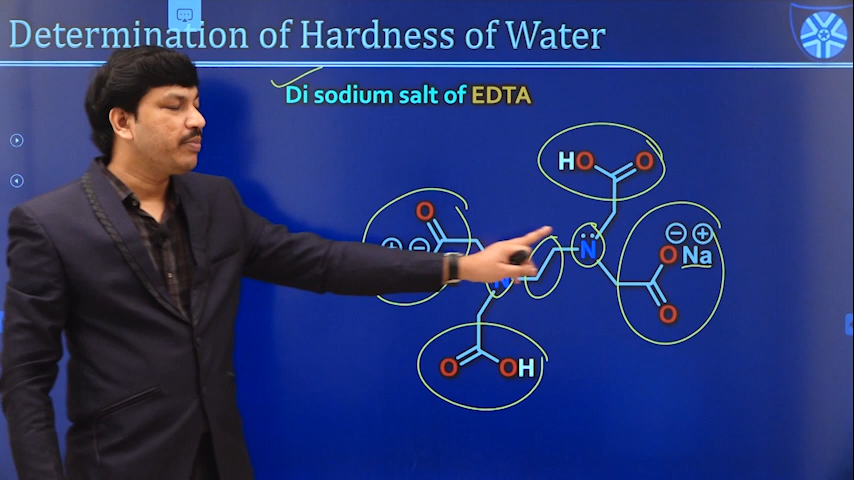 Determination of Hardness of Water
Di sodium salt of EDTA
HO O
O
⊖ ⊕
⊕ ⊖
N
O Na
N
O
O OH